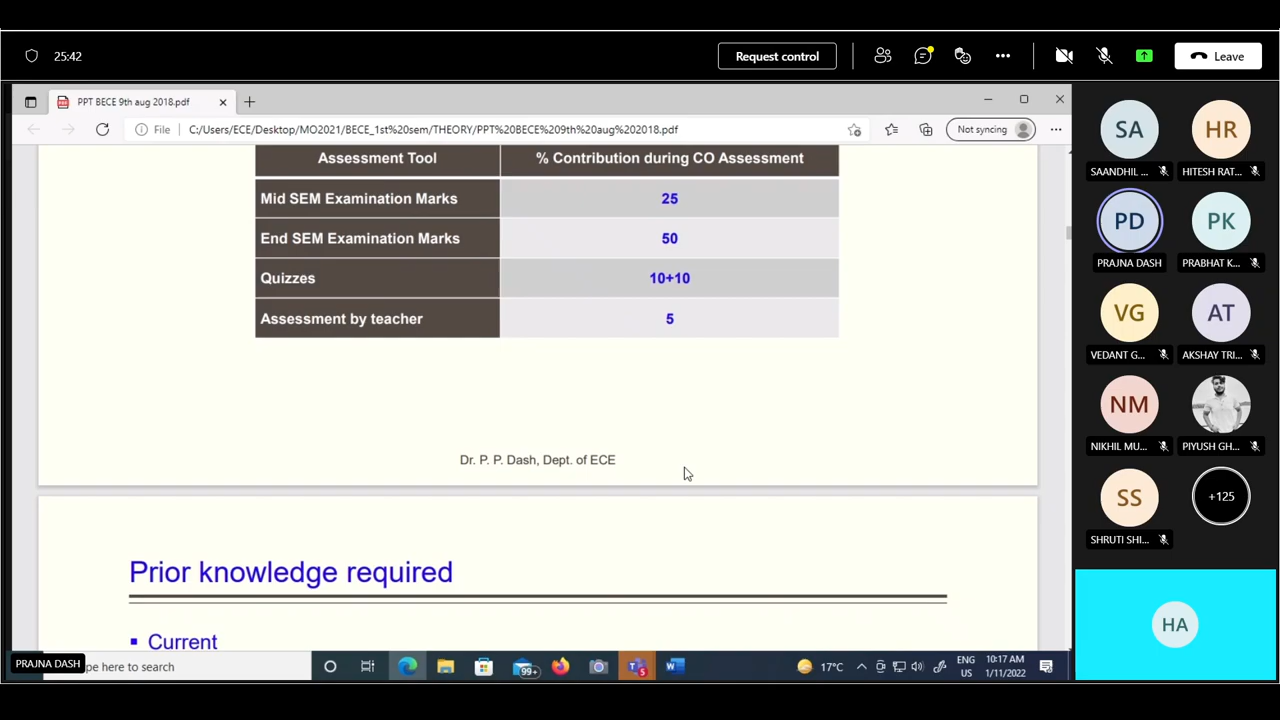 25:42
Request control
Leave
PPT BECE 9th aug 2018.pdf
File
C:/Users/ECE/Desktop/MO2021/BECE_1st%20sem/THEORY/PPT%20BECE%209th%20aug%202018.pdf
Not syncing
Assessment Tool % Contribution during CO Assessment
Mid SEM Examination Marks 25
End SEM Examination Marks 50
Quizzes 10+10
Assessment by teacher 5
Dr. P. P. Dash, Dept. of ECE
Prior knowledge required
▪ Current
PRAJNA DASH
pe here to search
99+
5
17°C
ENG
US
10:17 AM
1/11/2022
SA
SAANDHIL ...
HR
HITESH RAT...
PD
PRAJNA DASH
PK
PRABHAT K...
VG
VEDANT G...
AT
AKSHAY TRI...
NM
NIKHIL MU...
PIYUSH GH...
SS
SHRUTI SHI...
+125
HA